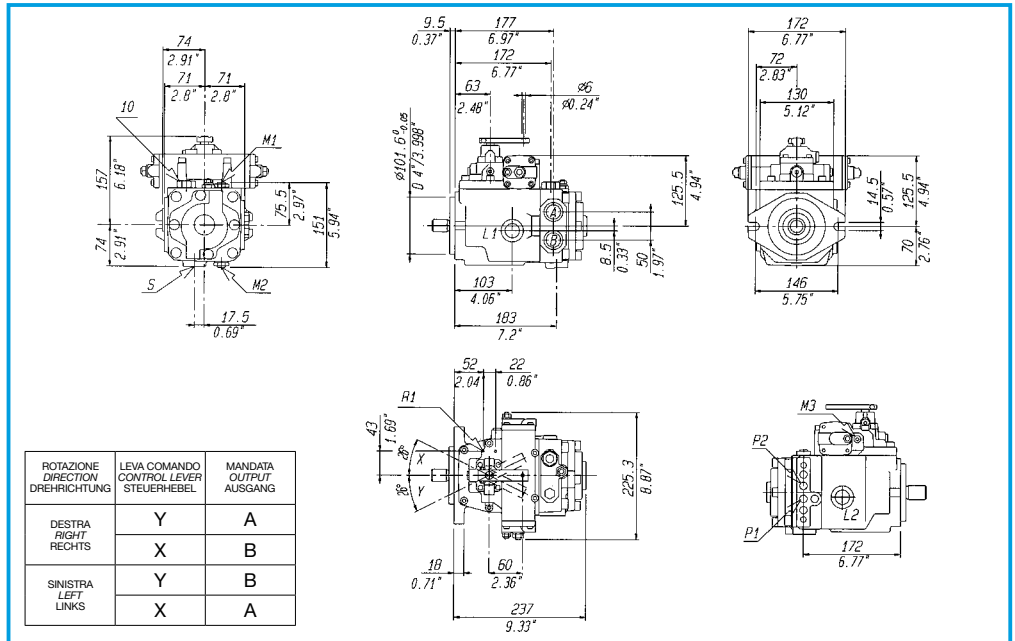 74
2.91"
71
2.8"
71
2.8"
10
M1
157
6.18"
74
2.91"
75.5
2.97"
151
5.94"
S
M2
17.5
0.69"
9.5
0.37"
177
6.97"
172
6.77"
63
2.48"
ø6
ø0.24"
ø101.6 -0.05 0
0.4"/3.998"
125.5
4.94"
A
B
L1
8.5
0.33"
50
1.97"
103
4.06"
183
7.2"
172
6.77"
72
2.83"
130
5.12"
14.5
0.57"
125.5
4.94"
70
2.76"
146
5.75"
52
2.04
22
0.86"
R1
43
1.69"
X
Y
225.3
8.87"
18
0.71"
60
2.36"
237
9.33"
M3
P2
P1
L2
172
6.77"
ROTAZIONE LEVA COMANDO MANDATA
DIRECTION CONTROL LEVER OUTPUT
DREHRICHTUNG STEUERHEBEL AUSGANG
DESTRA
RIGHT
RECHTS
Y A
X B
SINISTRA
LEFT
LINKS
Y B
X A